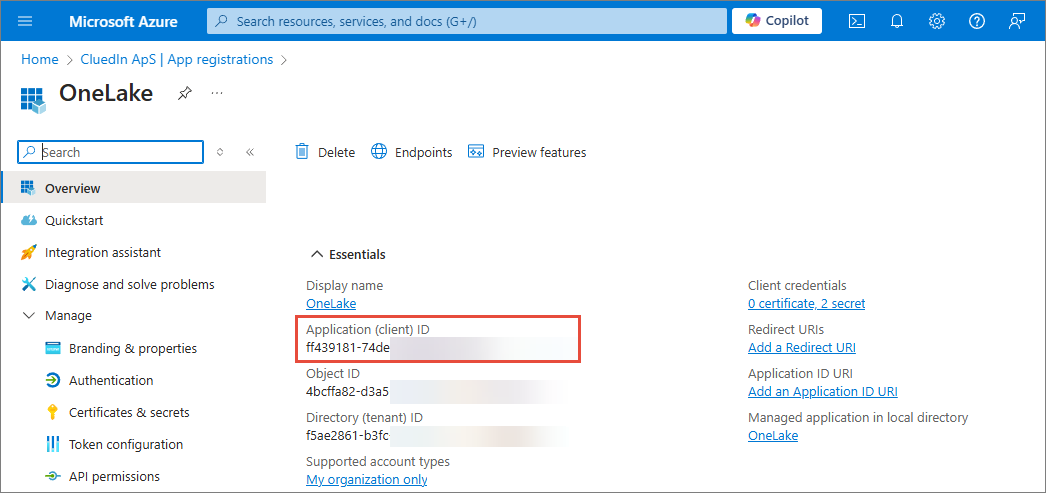 Microsoft Azure
Search resources, services, and docs (G+/)
Copilot
Home > CluedIn ApS | App registrations >
OneLake
Search
Delete
Endpoints
Preview features
Overview
Quickstart
Integration assistant
Diagnose and solve problems
Manage
Branding & properties
Authentication
Certificates & secrets
Token configuration
API permissions
Essentials
Display name
OneLake
Application (client) ID
ff439181-74de
Object ID
4bcffa82-d3a5
Directory (tenant) ID
f5ae2861-b3fc
Supported account types
My organization only
Client credentials
0 certificate, 2 secret
Redirect URIs
Add a Redirect URI
Application ID URI
Add an Application ID URI
Managed application in local directory
OneLake